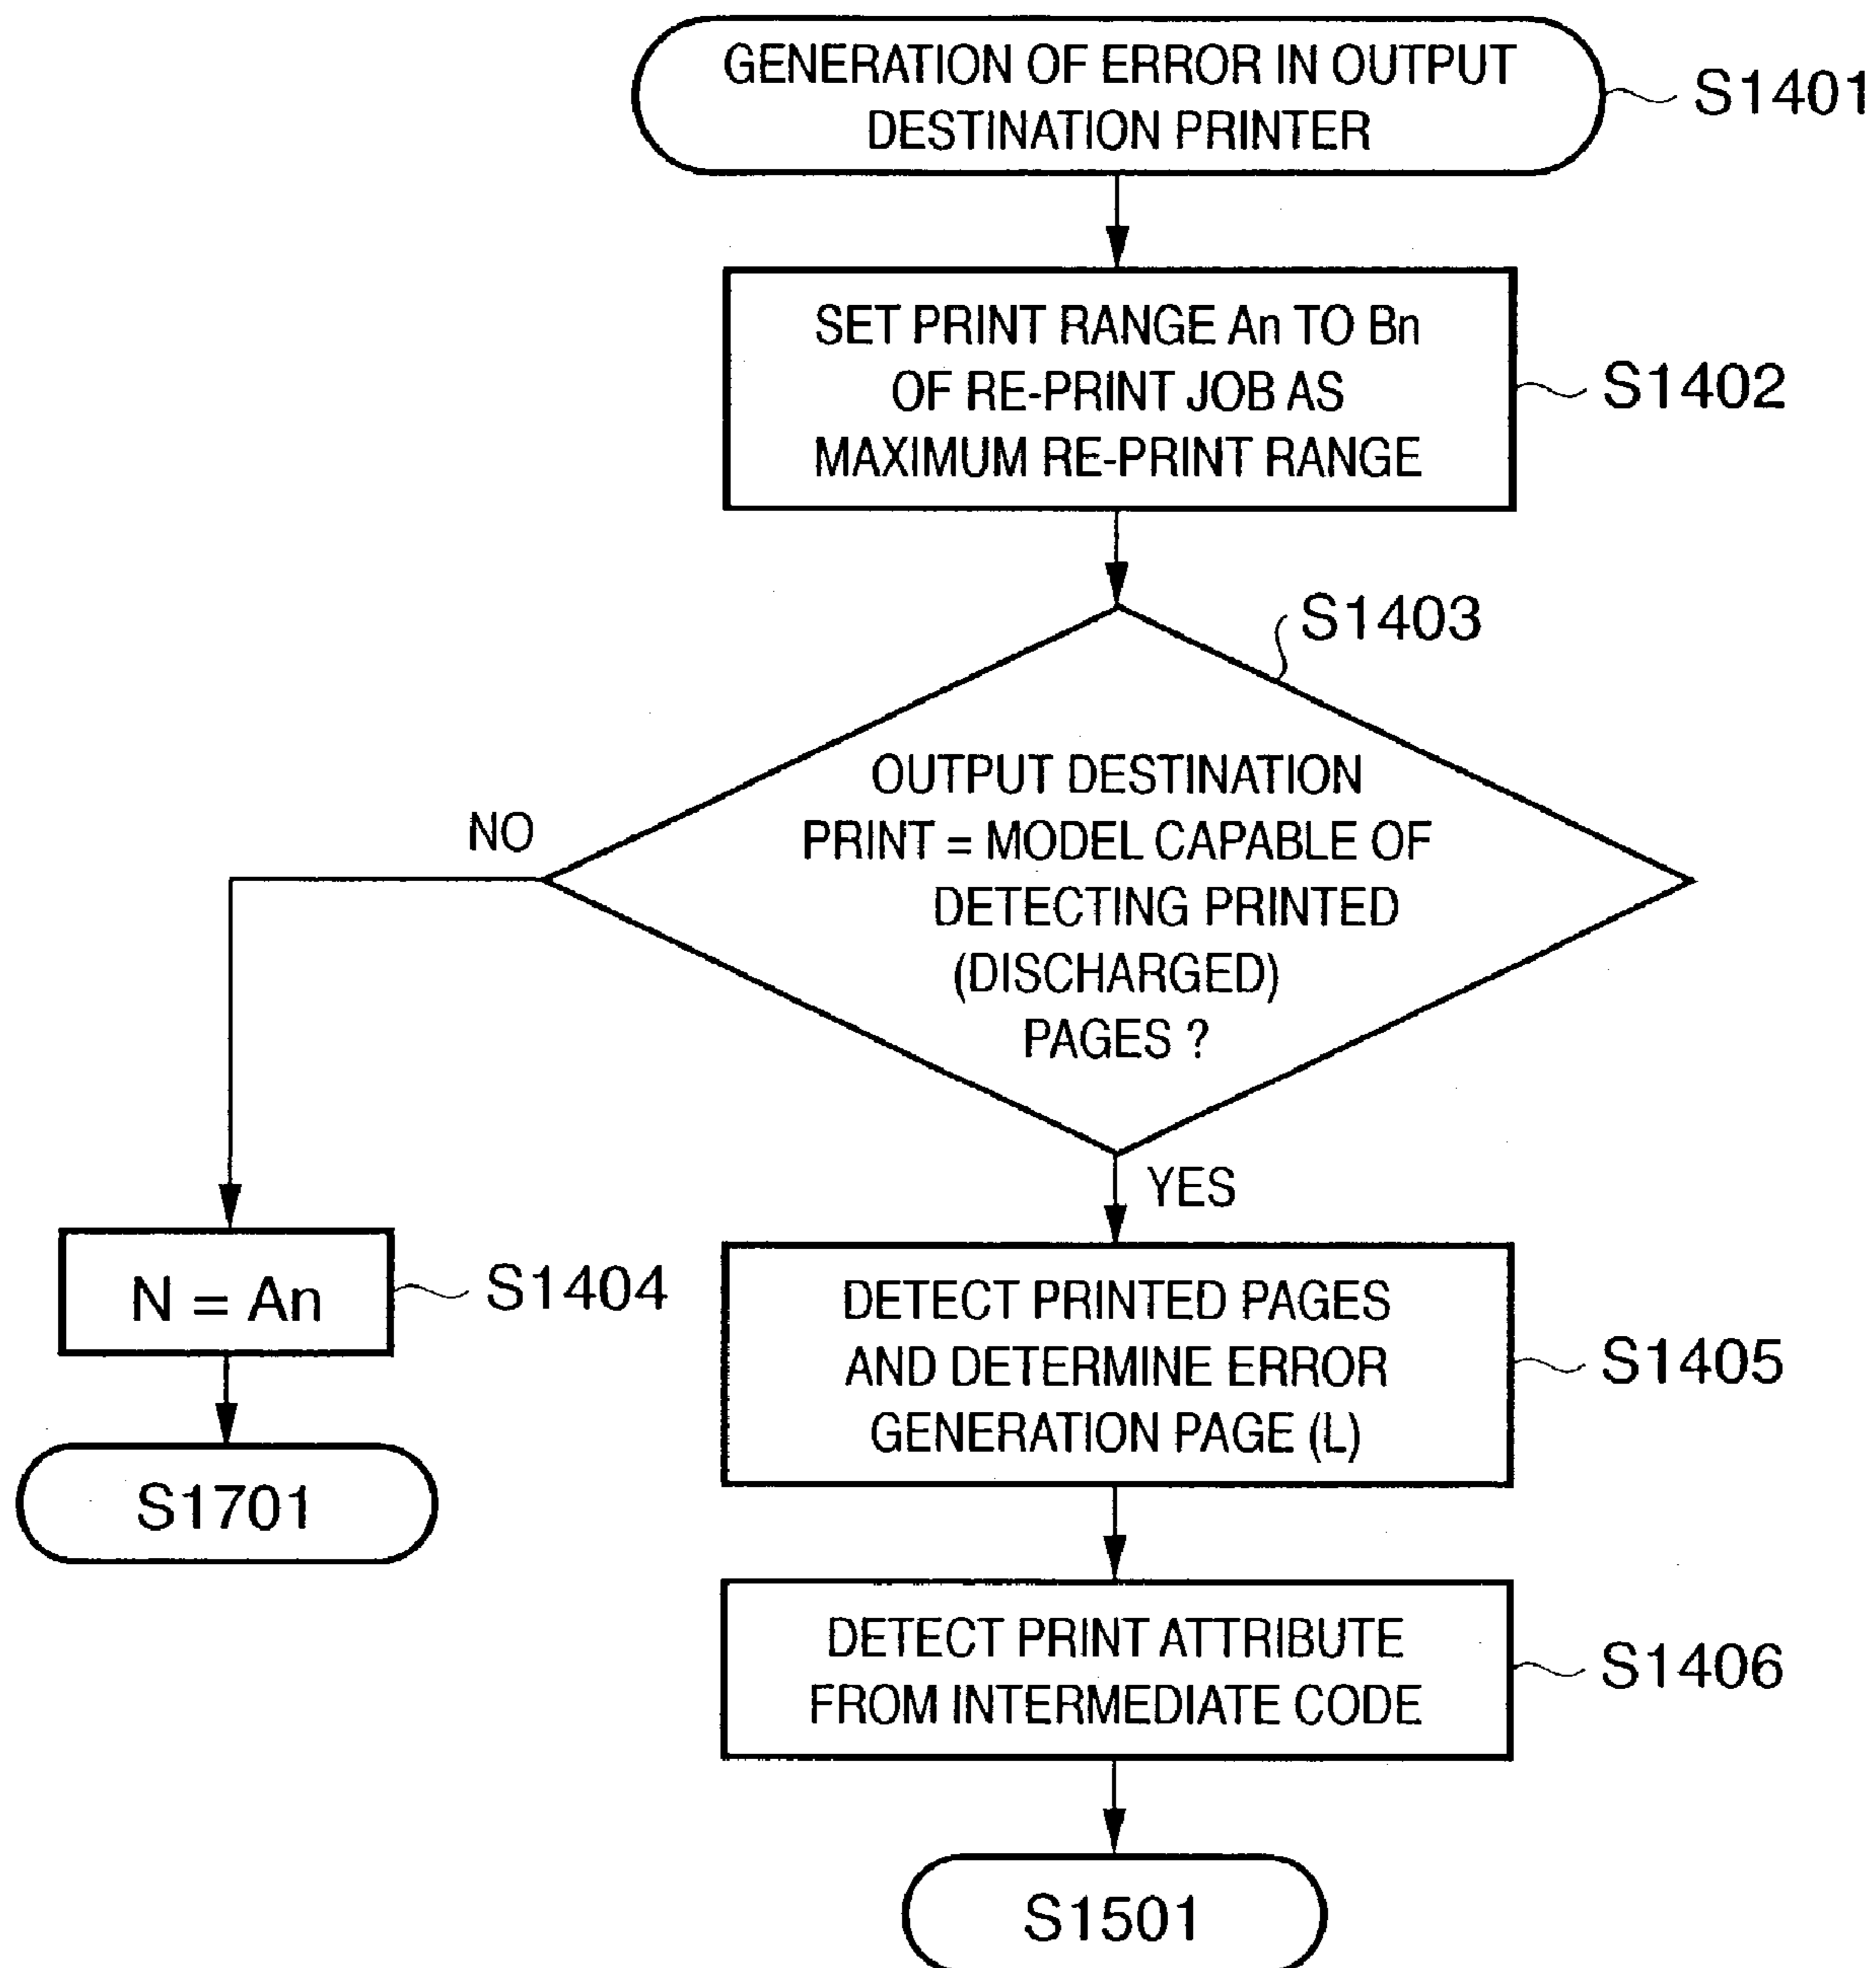 GENERATION OF ERROR IN OUTPUT
DESTINATION PRINTER
S1401
SET PRINT RANGE An TO Bn
OF RE-PRINT JOB AS
MAXIMUM RE-PRINT RANGE
S1402
S1403
OUTPUT DESTINATION
PRINT = MODEL CAPABLE OF
DETECTING PRINTED
(DISCHARGED)
PAGES ?
NO
YES
N = An
S1404
S1701
DETECT PRINTED PAGES
AND DETERMINE ERROR
GENERATION PAGE (L)
S1405
DETECT PRINT ATTRIBUTE
FROM INTERMEDIATE CODE
S1406
S1501